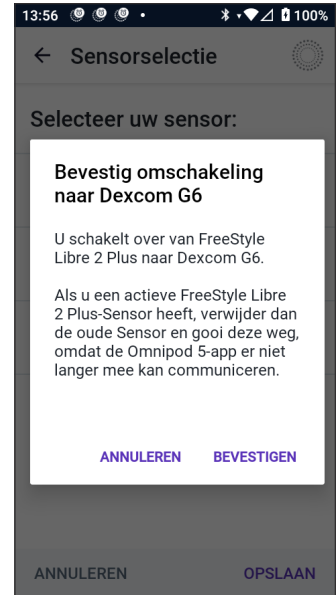 13:56 100%
Sensorselectie
Selecteer uw sensor:
Bevestig omschakeling
naar Dexcom G6
U schakelt over van FreeStyle
Libre 2 Plus naar Dexcom G6.
Als u een actieve FreeStyle Libre
2 Plus-Sensor heeft, verwijder dan
de oude Sensor en gooi deze weg,
omdat de Omnipod 5-app er niet
langer mee kan communiceren.
ANNULEREN BEVESTIGEN
ANNULEREN OPSLAAN